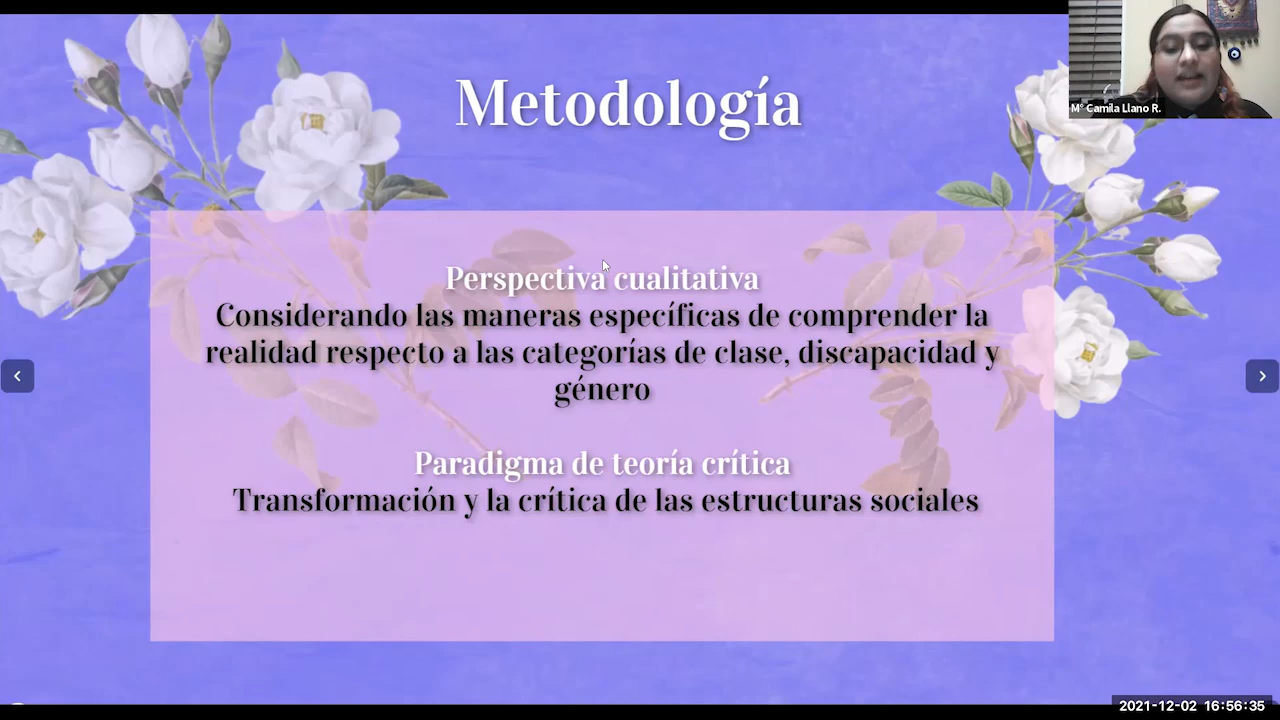 Metodología
Mª Camila Llano R.
Perspectiva cualitativa
Considerando las maneras específicas de comprender la
realidad respecto a las categorías de clase, discapacidad y
género
Paradigma de teoría crítica
Transformación y la crítica de las estructuras sociales
2021-12-02 16:56:35